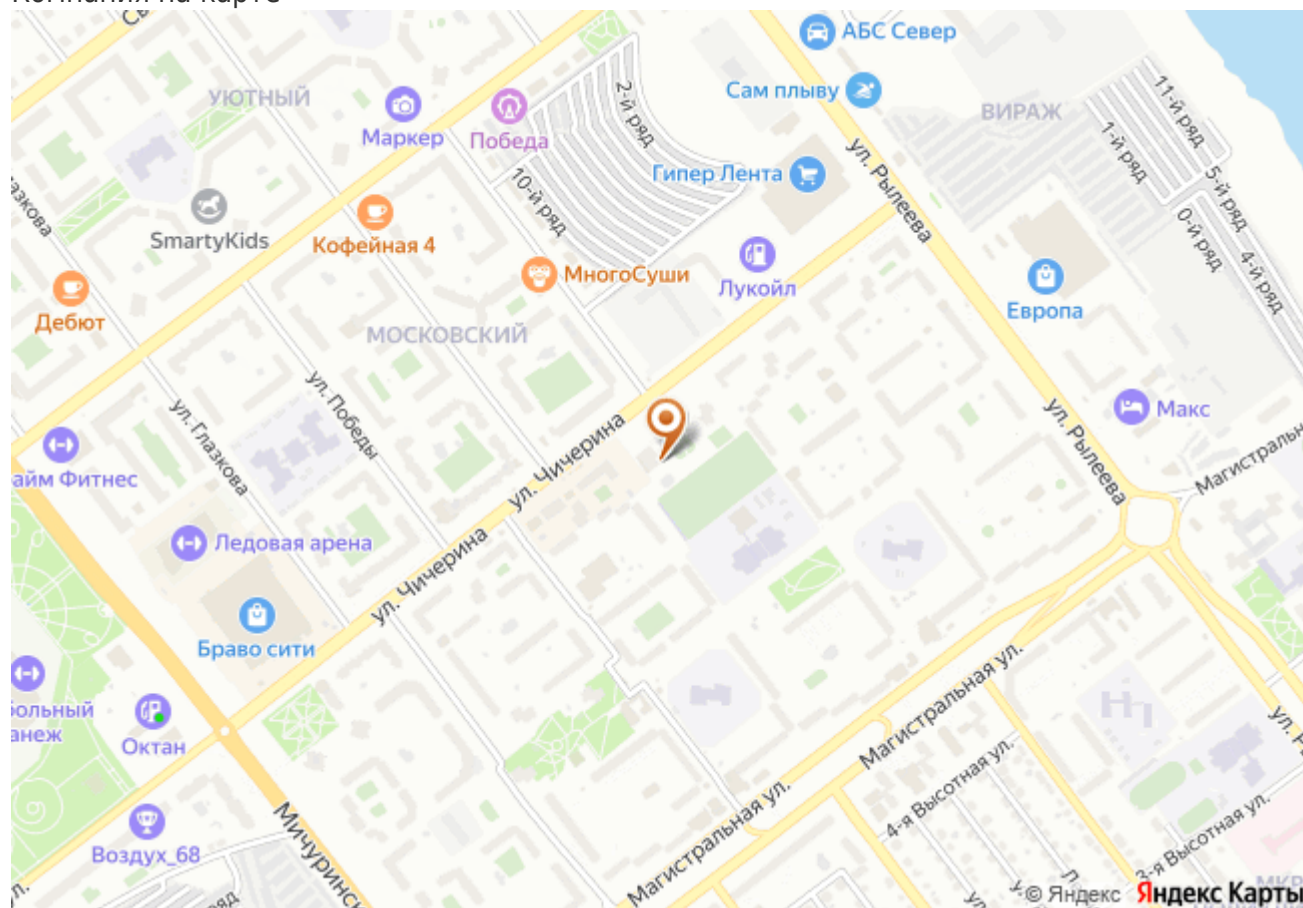 АБС Север
Сам плыву
УЮТНЫЙ
Маркер
Победа
2-й ряд
10-й ряд
Гипер Лента
ВИРАЖ
11-й ряд
1-й ряд
5-й ряд
0-й ряд
4-й ряд
ул. Рылеева
SmartyKids
Кофейная 4
МногоСуши
Лукойл
Европа
Дебют
МОСКОВСКИЙ
ул. Победы
ул. Глазкова
ул. Чичерина
ул. Чичерина
Макс
ул. Рылеева
Ледовая арена
Браво сити
Октан
Воздух_68
Магистральная ул.
Магистральная ул.
4-я Высотная ул.
3-я Высотная ул.
© Яндекс Яндекс Карты